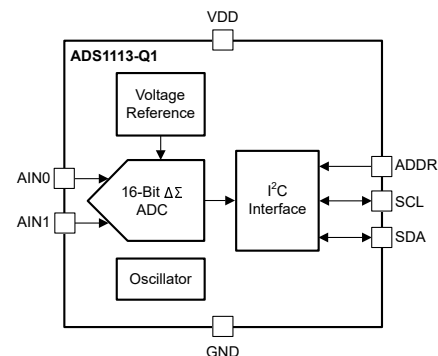 VDD
ADS1113-Q1
Voltage
Reference
AIN0
AIN1
16-Bit ΔΣ
ADC
I²C
Interface
ADDR
SCL
SDA
Oscillator
GND